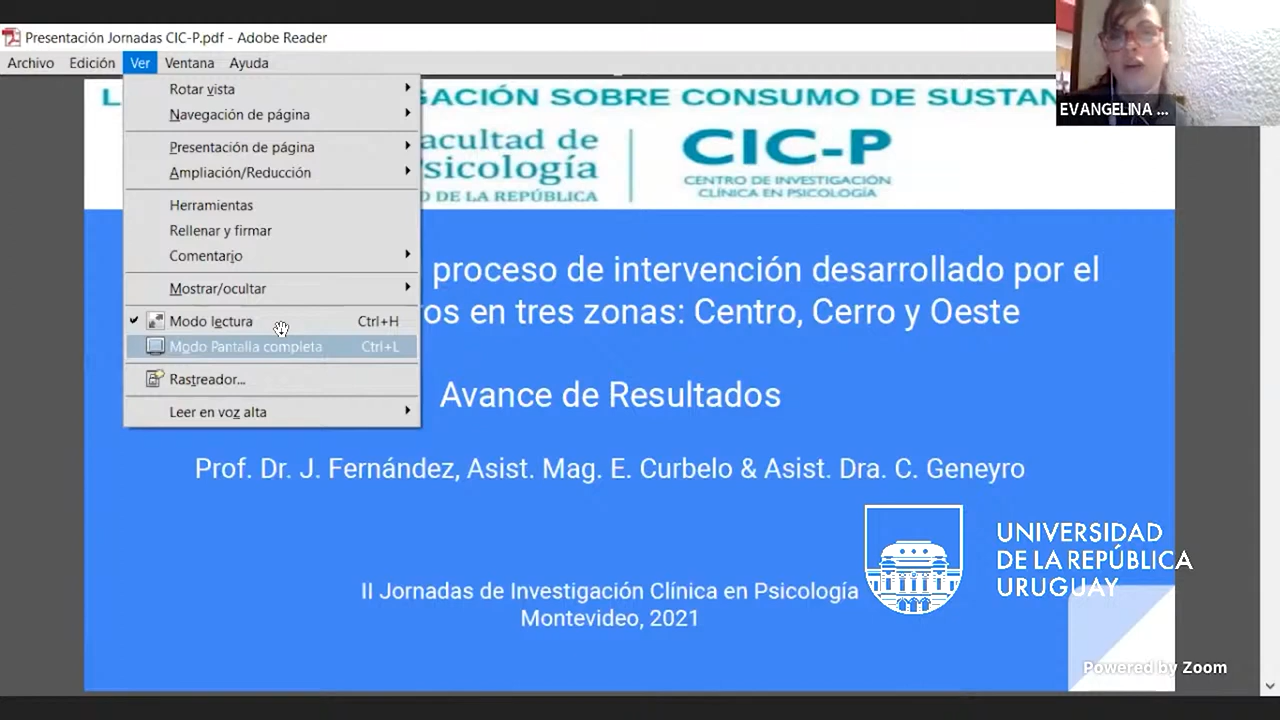 Presentación Jornadas CIC-P.pdf - Adobe Reader
Archivo Edición Ver Ventana Ayuda
EVANGELINA ...
Rotar vista
Navegación de página
Presentación de página
Ampliación/Reducción
Herramientas
Rellenar y firmar
Comentario
Mostrar/ocultar
Modo lectura Ctrl+H
Modo Pantalla completa Ctrl+L
Rastreador...
Leer en voz alta
L GACIÓN SOBRE CONSUMO DE SUSTAN
acultad de
sicología
D DE LA REPÚBLICA
CIC-P
CENTRO DE INVESTIGACIÓN
CLÍNICA EN PSICOLOGÍA
proceso de intervención desarrollado por el
ros en tres zonas: Centro, Cerro y Oeste
Avance de Resultados
Prof. Dr. J. Fernández, Asist. Mag. E. Curbelo & Asist. Dra. C. Geneyro
UNIVERSIDAD
DE LA REPÚBLICA
URUGUAY
II Jornadas de Investigación Clínica en Psicología
Montevideo, 2021
Powered by Zoom